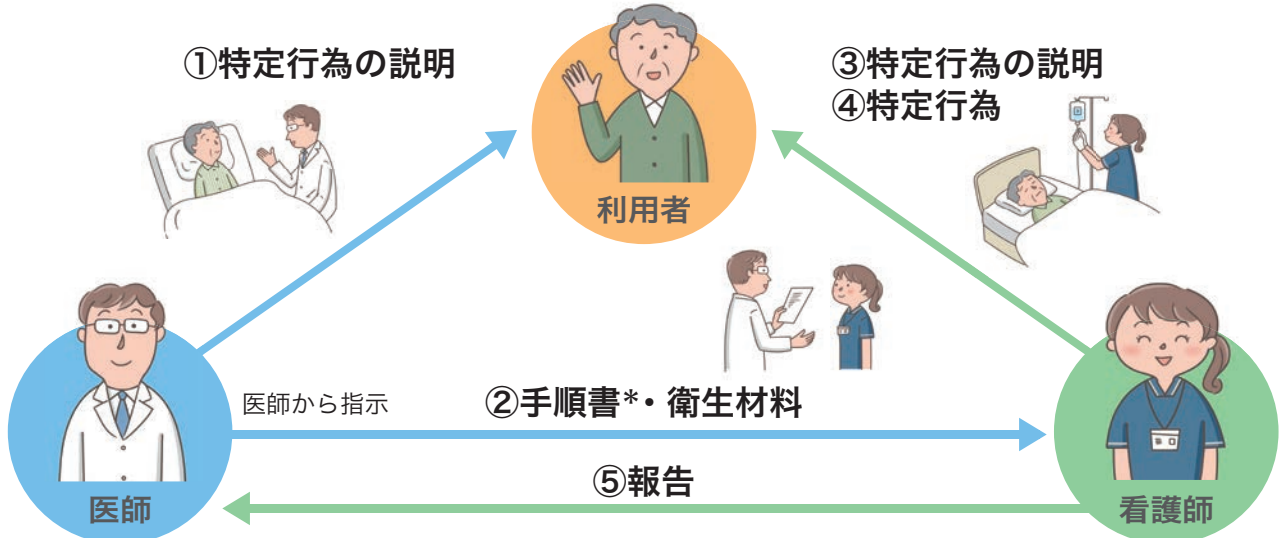 ①特定行為の説明
③特定行為の説明
④特定行為
利用者
医師から指示
②手順書*・衛生材料
⑤報告
医師
看護師